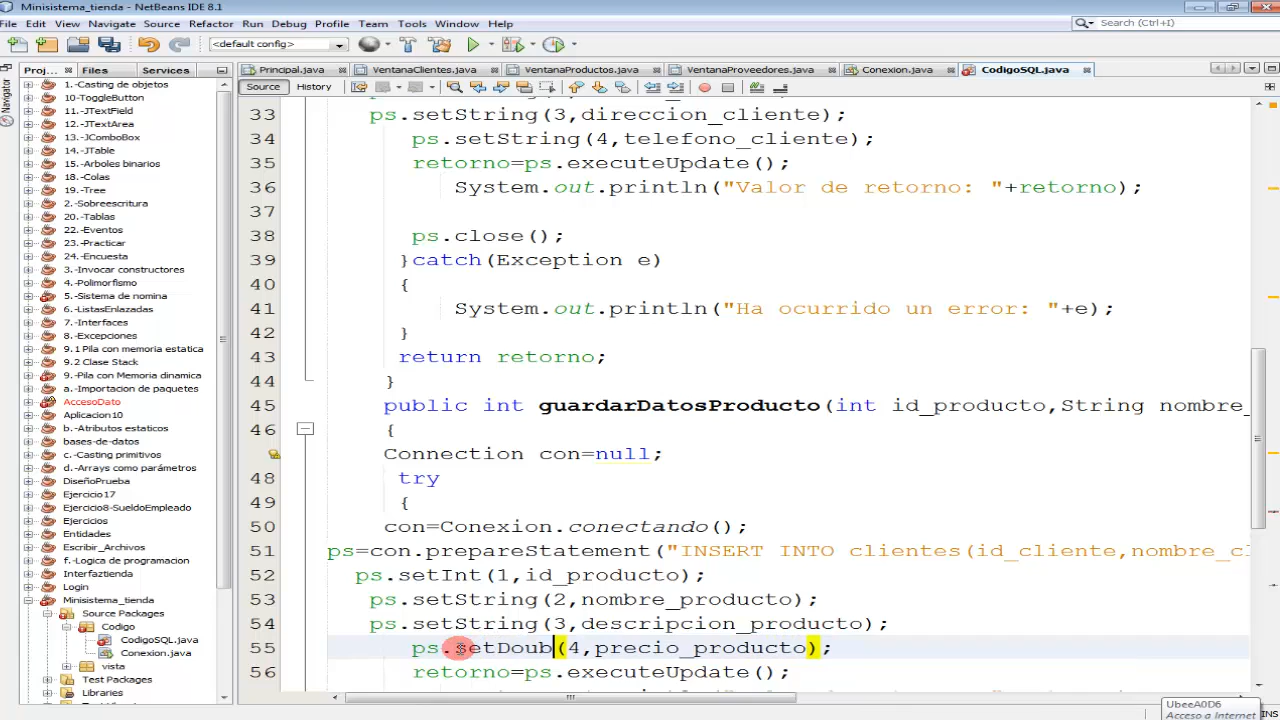 Minisistema_tienda - NetBeans IDE 8.1
File Edit View Navigate Source Refactor Run Debug Profile Team Tools Window Help
Search (Ctrl+I)
<default config>
Proj... Files Services
Principal.java VentanaClientes.java VentanaProductos.java VentanaProveedores.java Conexion.java CodigoSQL.java
Navigator
Source History
1.-Casting de objetos
10-ToggleButton
11.-JTextField
12.-JTextArea
13.-JComboBox
14.-JTable
15.-Arboles binarios
18.-Colas
19.-Tree
2.-Sobreescritura
20.-Tablas
22.-Eventos
23.-Practicar
24.-Encuesta
3.-Invocar constructores
4.-Polimorfismo
5.-Sistema de nomina
6.-ListasEnlazadas
7.-Interfaces
8.-Excepciones
9.1 Pila con memoria estatica
9.2 Clase Stack
9.-Pila con Memoria dinamica
a.-Importacion de paquetes
AccesoDato
Aplicacion10
b.-Atributos estaticos
bases-de-datos
c.-Casting primitivos
d.-Arrays como parámetros
DiseñoPrueba
Ejercicio17
Ejercicio8-SueldoEmpleado
Ejercicios
Entidades
Escribir_Archivos
f.-Logica de programacion
Interfaztienda
Login
Minisistema_tienda
Source Packages
Codigo
CodigoSQL.java
Conexion.java
vista
Test Packages
Libraries
33 ps.setString(3,direccion_cliente);
34 ps.setString(4,telefono_cliente);
35 retorno=ps.executeUpdate();
36 System.out.println("Valor de retorno: "+retorno);
37
38 ps.close();
39 }catch(Exception e)
40 {
41 System.out.println("Ha ocurrido un error: "+e);
42 }
43 return retorno;
44 }
45 public int guardarDatosProducto(int id_producto,String nombre_
46 {
Connection con=null;
48 try
49 {
50 con=Conexion.conectando();
51 ps=con.prepareStatement("INSERT INTO clientes(id_cliente,nombre_c
52 ps.setInt(1,id_producto);
53 ps.setString(2,nombre_producto);
54 ps.setString(3,descripcion_producto);
55 ps.setDoub(4,precio_producto);
56 retorno=ps.executeUpdate();
UbeeA0D6
Acceso a Internet
INS